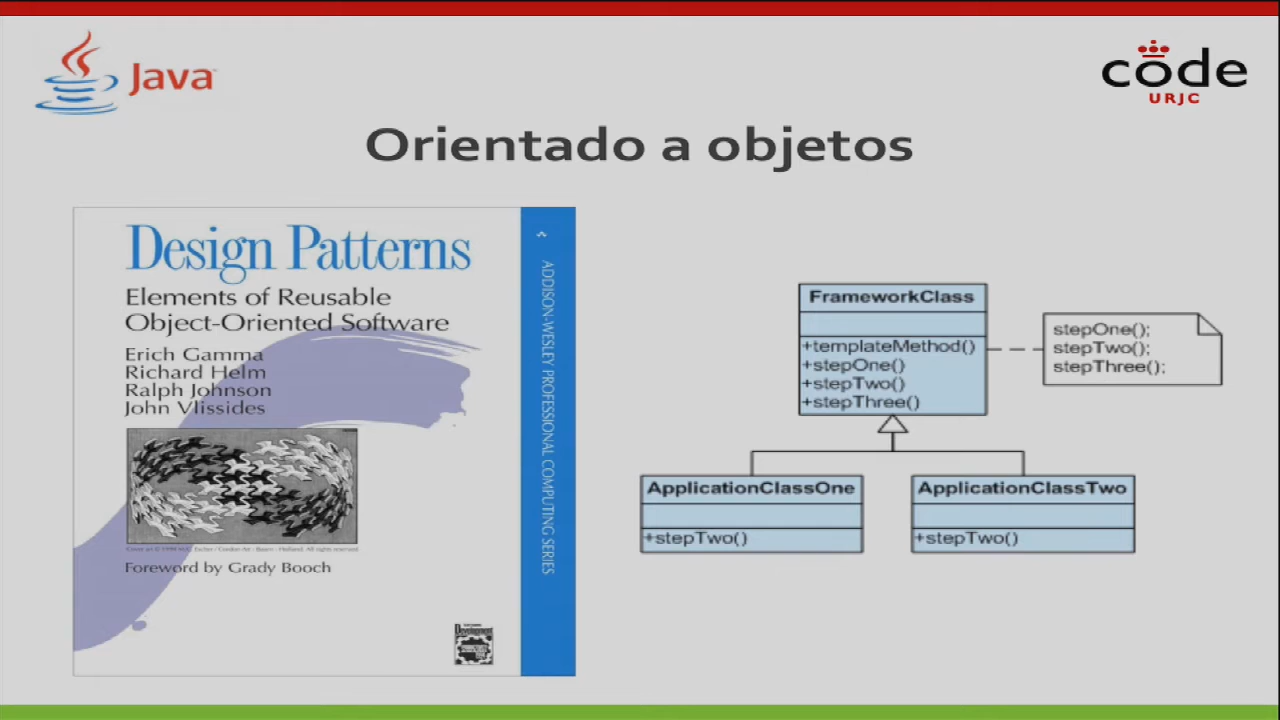 Java
code
URJC
Orientado a objetos
Design Patterns
Elements of Reusable
Object-Oriented Software
Erich Gamma
Richard Helm
Ralph Johnson
John Vlissides
Foreword by Grady Booch
ADDISON-WESLEY PROFESSIONAL COMPUTING SERIES
FrameworkClass
+templateMethod()
+stepOne()
+stepTwo()
+stepThree()
stepOne();
stepTwo();
stepThree();
ApplicationClassOne
+stepTwo()
ApplicationClassTwo
+stepTwo()